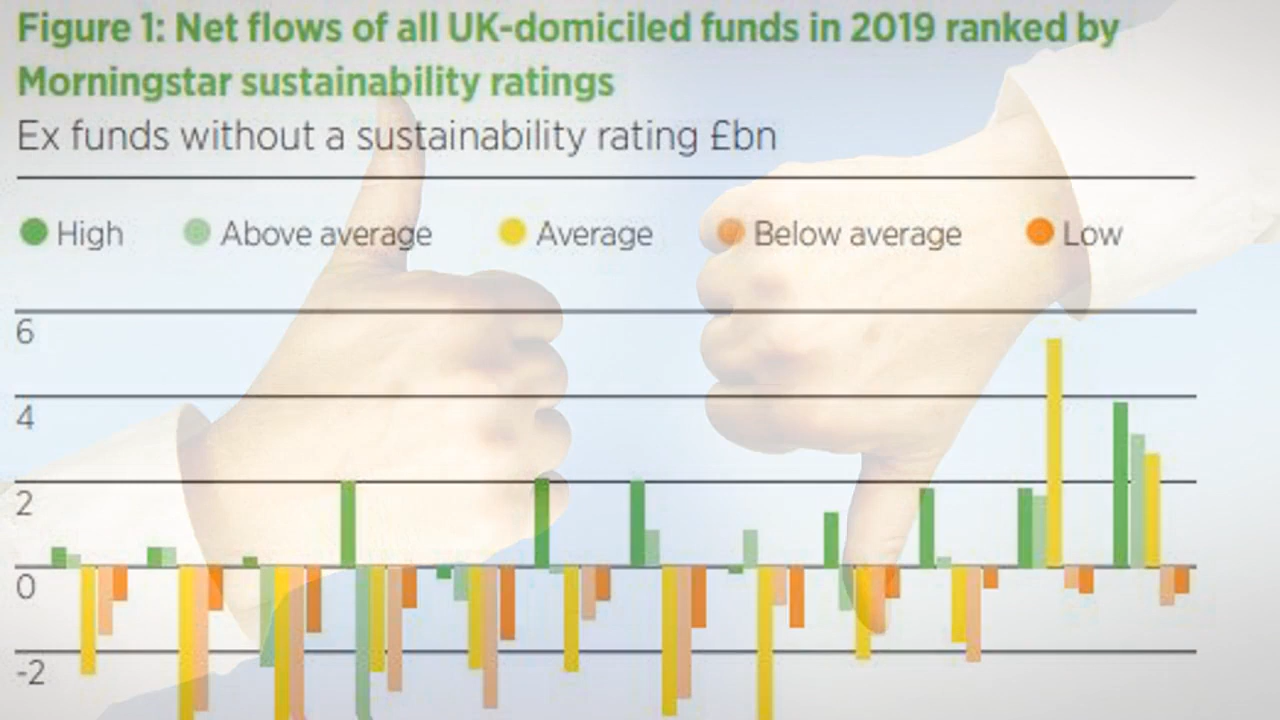 Figure 1: Net flows of all UK-domiciled funds in 2019 ranked by
Morningstar sustainability ratings
Ex funds without a sustainability rating £bn
High Above average Average Below average Low
6
4
2
0
-2